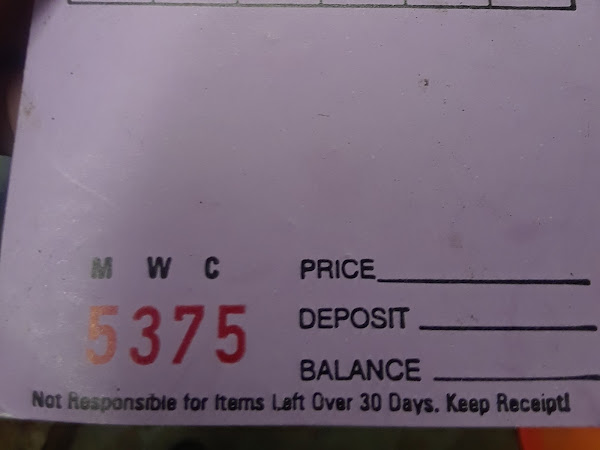 M W C PRICE
5375 DEPOSIT
BALANCE
Not Responsible for Items Left Over 30 Days. Keep Receipt!